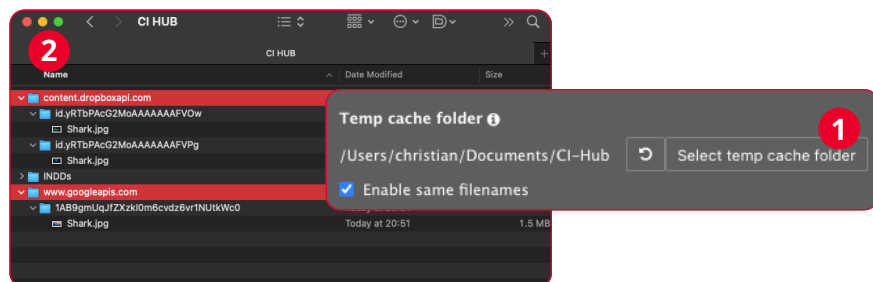 CI HUB
2
CI HUB
Name
Date Modified
Size
content.dropboxapi.com
id.yRTbPAcG2MoAAAAAAAFVOw
Shark.jpg
id.yRTbPAcG2MoAAAAAAAFVPg
Shark.jpg
INDDs
www.googleapis.com
1AB9gmUqJfZXzkI0m6cvdz6vr1NUtkWc0
Shark.jpg
Today at 20:51
1.5 MB
Temp cache folder
1
/Users/christian/Documents/CI-Hub
Select temp cache folder
Enable same filenames